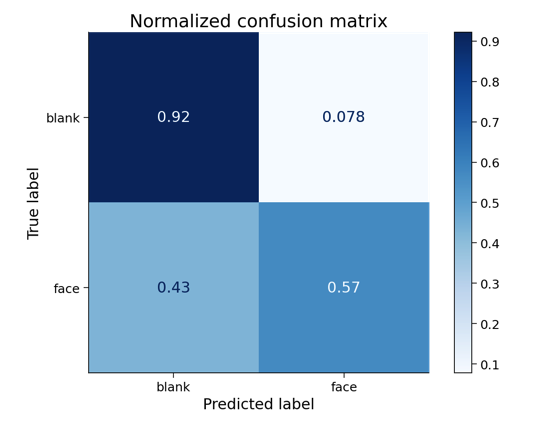 Normalized confusion matrix
blank
0.92
0.078
face
0.43
0.57
True label
blank
face
Predicted label
0.9
0.8
0.7
0.6
0.5
0.4
0.3
0.2
0.1